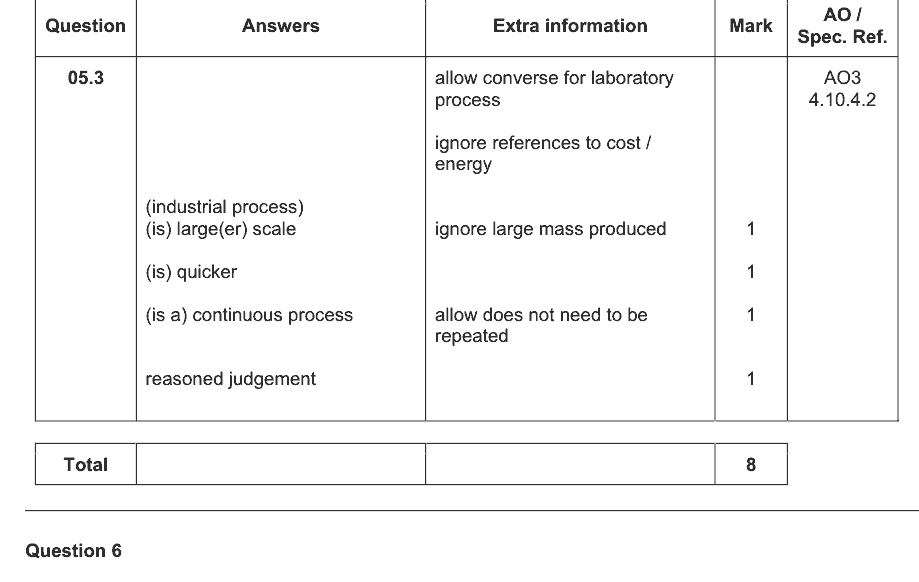 Question Answers Extra information Mark AO /
Spec. Ref.
05.3 allow converse for laboratory AO3
process 4.10.4.2
ignore references to cost /
energy
(industrial process)
(is) large(er) scale ignore large mass produced 1
(is) quicker 1
(is a) continuous process allow does not need to be 1
repeated
reasoned judgement 1
Total 8
Question 6